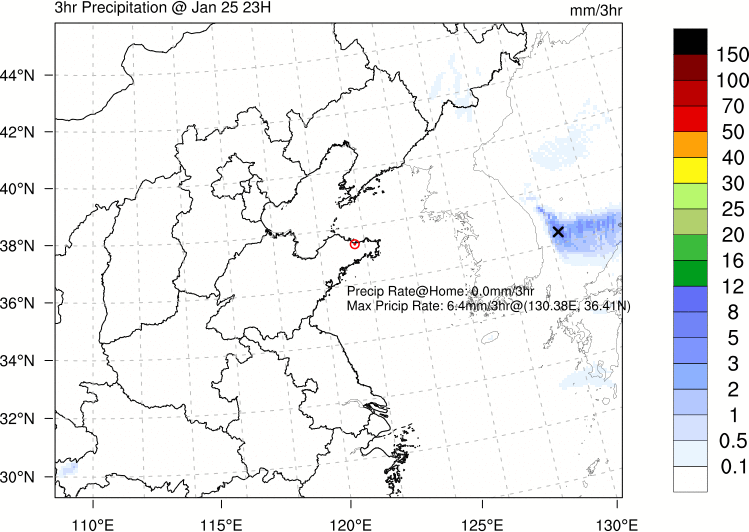 3hr Precipitation @ Jan 25 23H
mm/3hr
44°N
42°N
40°N
38°N
36°N
34°N
32°N
30°N
Precip Rate@Home: 0.0mm/3hr
Max Pricip Rate: 6.4mm/3hr@(130.38E, 36.41N)
110°E 115°E 120°E 125°E 130°E
150
100
70
50
40
30
25
20
16
12
8
5
3
2
1
0.5
0.1